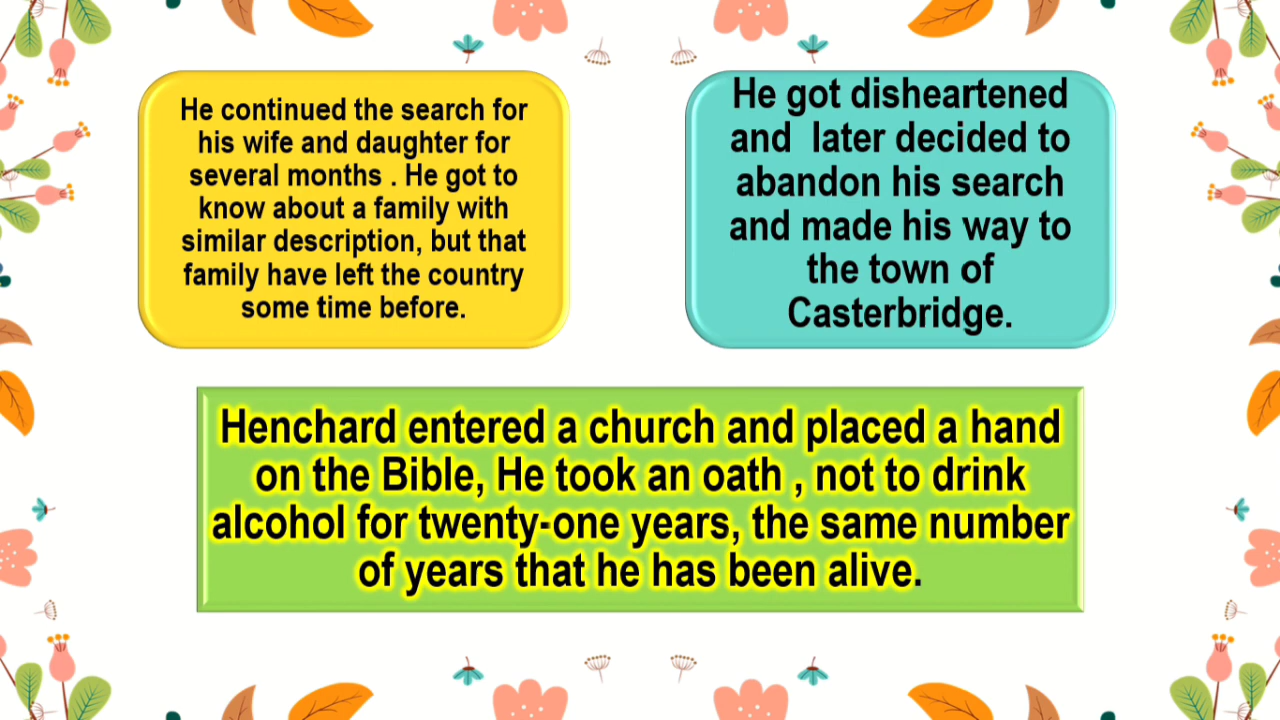 He continued the search for
his wife and daughter for
several months . He got to
know about a family with
similar description, but that
family have left the country
some time before.
He got disheartened
and  later decided to
abandon his search
and made his way to
the town of
Casterbridge.
Henchard entered a church and placed a hand
on the Bible, He took an oath , not to drink
alcohol for twenty-one years, the same number
of years that he has been alive.